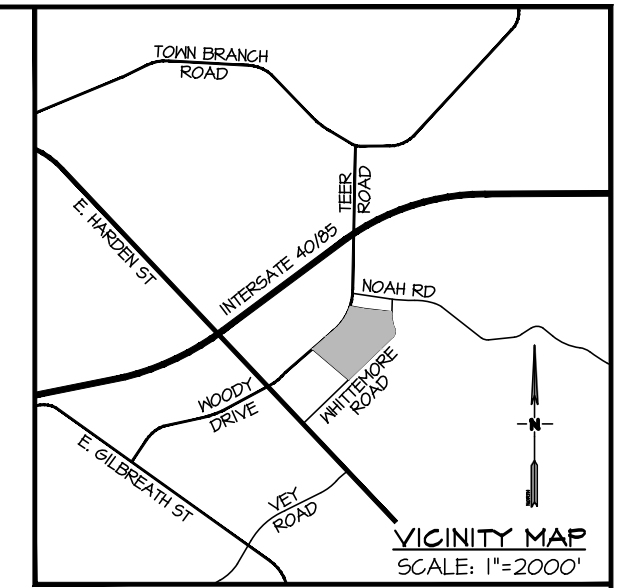 TOWN BRANCH
ROAD
TEER
ROAD
E. HARDEN ST
INTERSATE 40/85
NOAH RD
WOODY
DRIVE
WHITTEMORE
ROAD
E. GILBREATH ST
VEY
ROAD
N
VICINITY MAP
SCALE: 1"=2000'